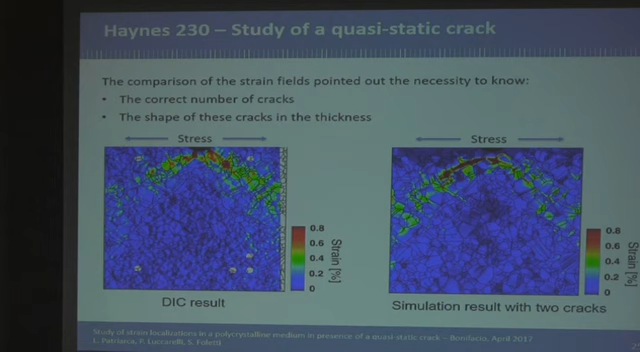 Haynes 230 – Study of a quasi-static crack
The comparison of the strain fields pointed out the necessity to know:
• The correct number of cracks
• The shape of these cracks in the thickness
Stress
Stress
0.8
0.6
0.4
0.2
0
Strain [%]
0.8
0.6
0.4
0.2
0
Strain [%]
DIC result
Simulation result with two cracks
Study of strain localizations in a polycrystalline medium in presence of a quasi-static crack – Bonifacio, April 2017
L. Patriarca, P. Luccarelli, S. Foletti